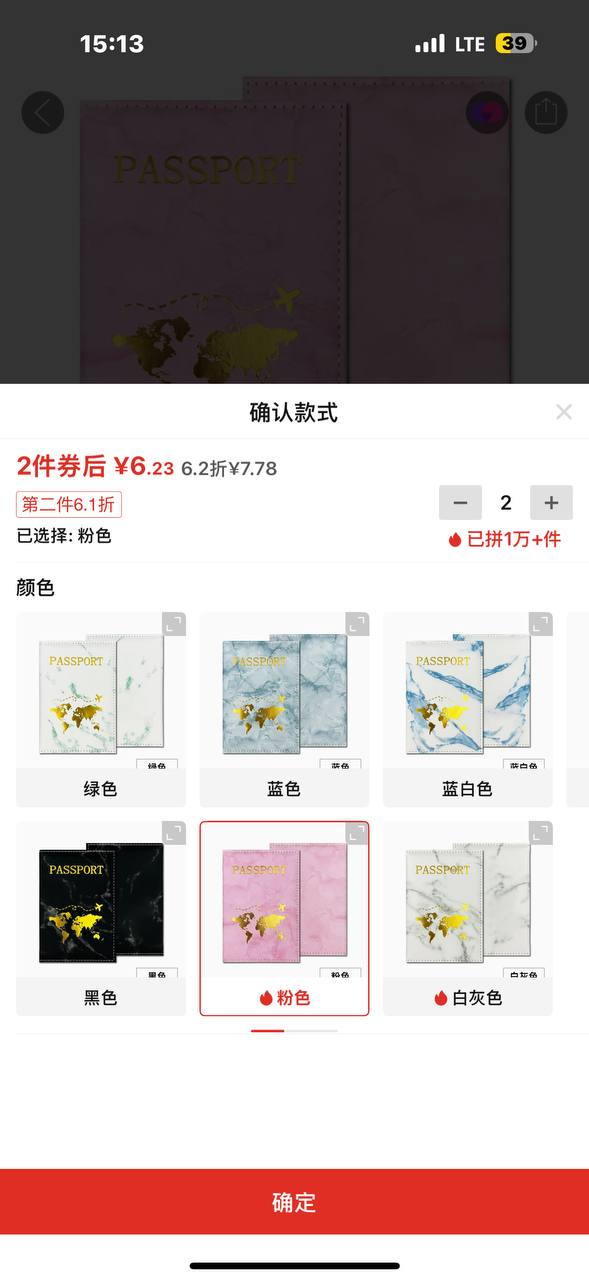 15:13
LTE 39
PASSPORT
确认款式
2件券后 ¥6.23 6.2折¥7.78
第二件6.1折
2
已选择: 粉色
已拼1万+件
颜色
PASSPORT
PASSPORT
PASSPORT
绿色
蓝色
蓝白色
绿色
蓝色
蓝白色
PASSPORT
PASSPORT
PASSPORT
黑色
粉色
白灰色
黑色
粉色
白灰色
确定